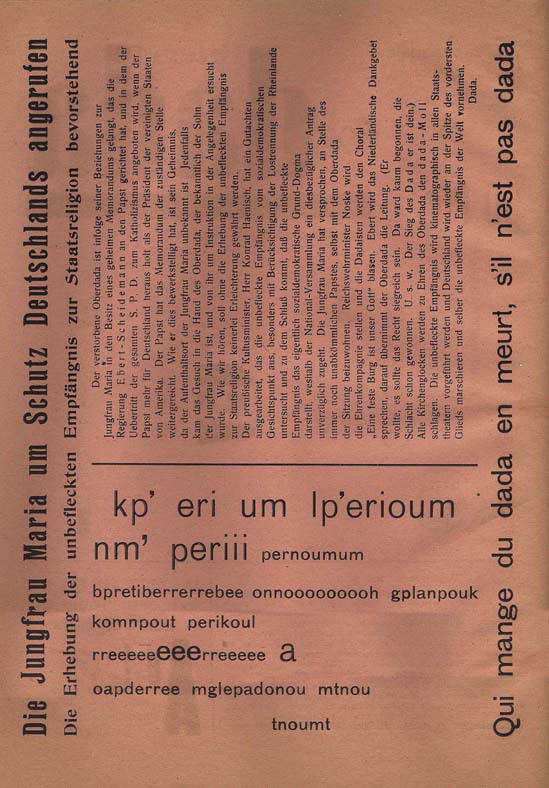 Die Jungfrau Maria um Schutz Deutschlands angerufen
Die Erhebung der unbefleckten Empfängnis zur Staatsreligion bevorstehend
Der verstorbene Oberdada ist infolge seiner Beziehungen zur
Jungfrau Maria in den Besitz eines geheimen Memorandums gelangt, das die
Regierung Ebert-Scheidemann an den Papst gerichtet hat, und in dem der
Uebertritt der gesamten S. P. D. zum Katholizismus angeboten wird, wenn der
Papst mehr für Deutschland heraus holt als der Präsident der vereinigten Staaten
von Amerika. Der Papst hat das Memorandum der zuständigen Stelle
weitergereicht. Wie er dies bewerkstelligt hat, ist sein Geheimnis,
da der Aufenthaltsort der Jungfrau Maria unbekannt ist. Jedenfalls
kam das Gesuch in die Hand des Oberdada, der bekanntlich der Sohn
der Jungfrau Maria ist, und nun um Instruktion in der Angelegenheit ersucht
wurde. Wie wir hören, soll ohne die Erhebung der unbefleckten Empfängnis
zur Staatsreligion keinerlei Erleichterung gewährt werden.
Der preußische Kultusminister, Herr Konrad Haenisch, hat ein Gutachten
ausgearbeitet, das die unbefleckte Empfängnis vom sozialdemokratischen
Gesichtspunkt aus, besonders mit Berücksichtigung der Lostrennung der Rheinlande
untersucht und zu dem Schluß kommt, daß die unbefleckte
Empfängnis das eigentlich sozialdemokratische Grund-Dogma
darstellt, weshalb der National-Versammlung ein diesbezüglicher Antrag
unverzüglich zugeht. Die Jungfrau Maria hat versprochen, an Stelle des
immer noch unabkömmlichen Papstes, selbst mit dem Oberdada
der Sitzung beizuwohnen. Reichswehrminister Noske wird
die Ehrenkompagnie stellen und die Dadaisten werden den Choral
„Eine feste Burg ist unser Gott“ blasen. Ebert wird das Niederländische Dankgebet
sprechen, darauf übernimmt der Oberdada die Leitung. (Er
wollte, es sollte das Recht siegreich sein. Da ward kaum begonnen, die
Schlacht schon gewonnen. U. s. w. Der Sieg des Dada er ist dein.)
Alle Kirchenglocken werden zu Ehren des Oberdada den dada-Moll
schlagen. Die unbefleckte Empfängnis wird kinematographisch in allen Staats-
theatern vorgeführt werden und Deutschland wird wieder an der Spitze des vordersten
Glieds marschieren und selber die unbefleckte Empfängnis der Welt vornehmen.
Dada.
kp' eri um lp'erioum
nm' periii pernoumum
bpretiberrerrebee onnooooooooh gplanpouk
komnpout perikoul
rreeeeeEEErreeeee a
oapderree mglepadonou mtnou
tnoumt
Qui mange du dada en meurt, s'il n'est pas dada